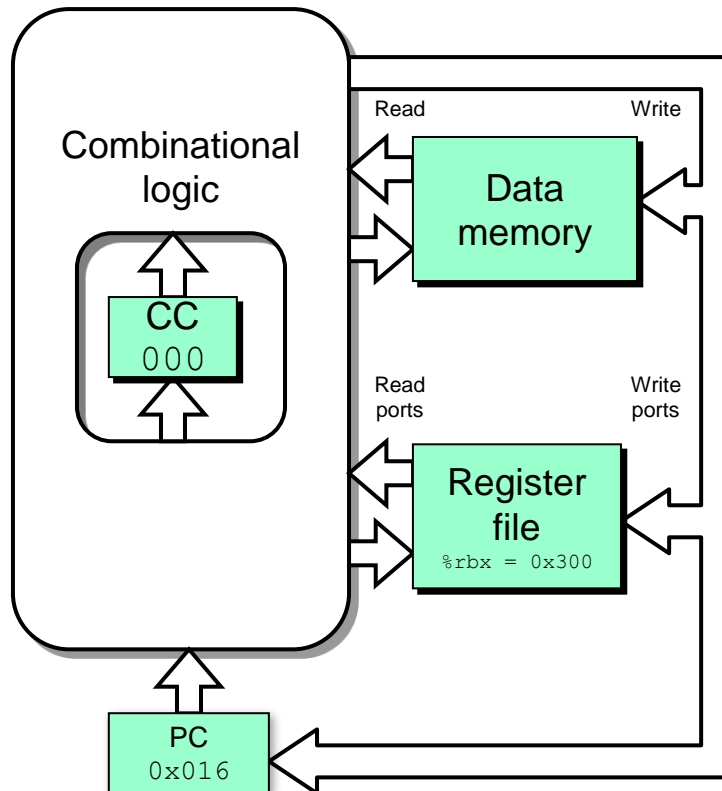 Combinational
logic
CC
000
Read
Write
Data
memory
Read
ports
Write
ports
Register
file
%rbx = 0x300
PC
0x016